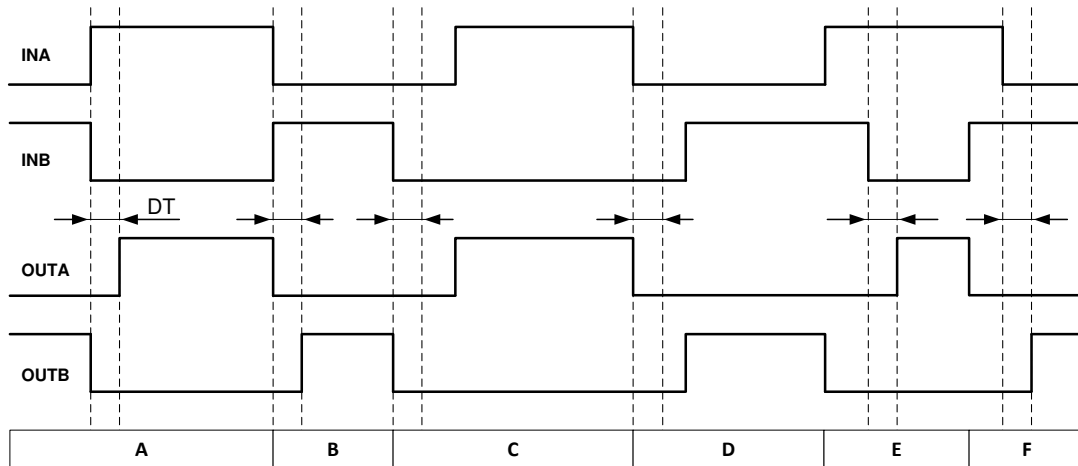 INA
INB
DT
OUTA
OUTB
A B C D E F